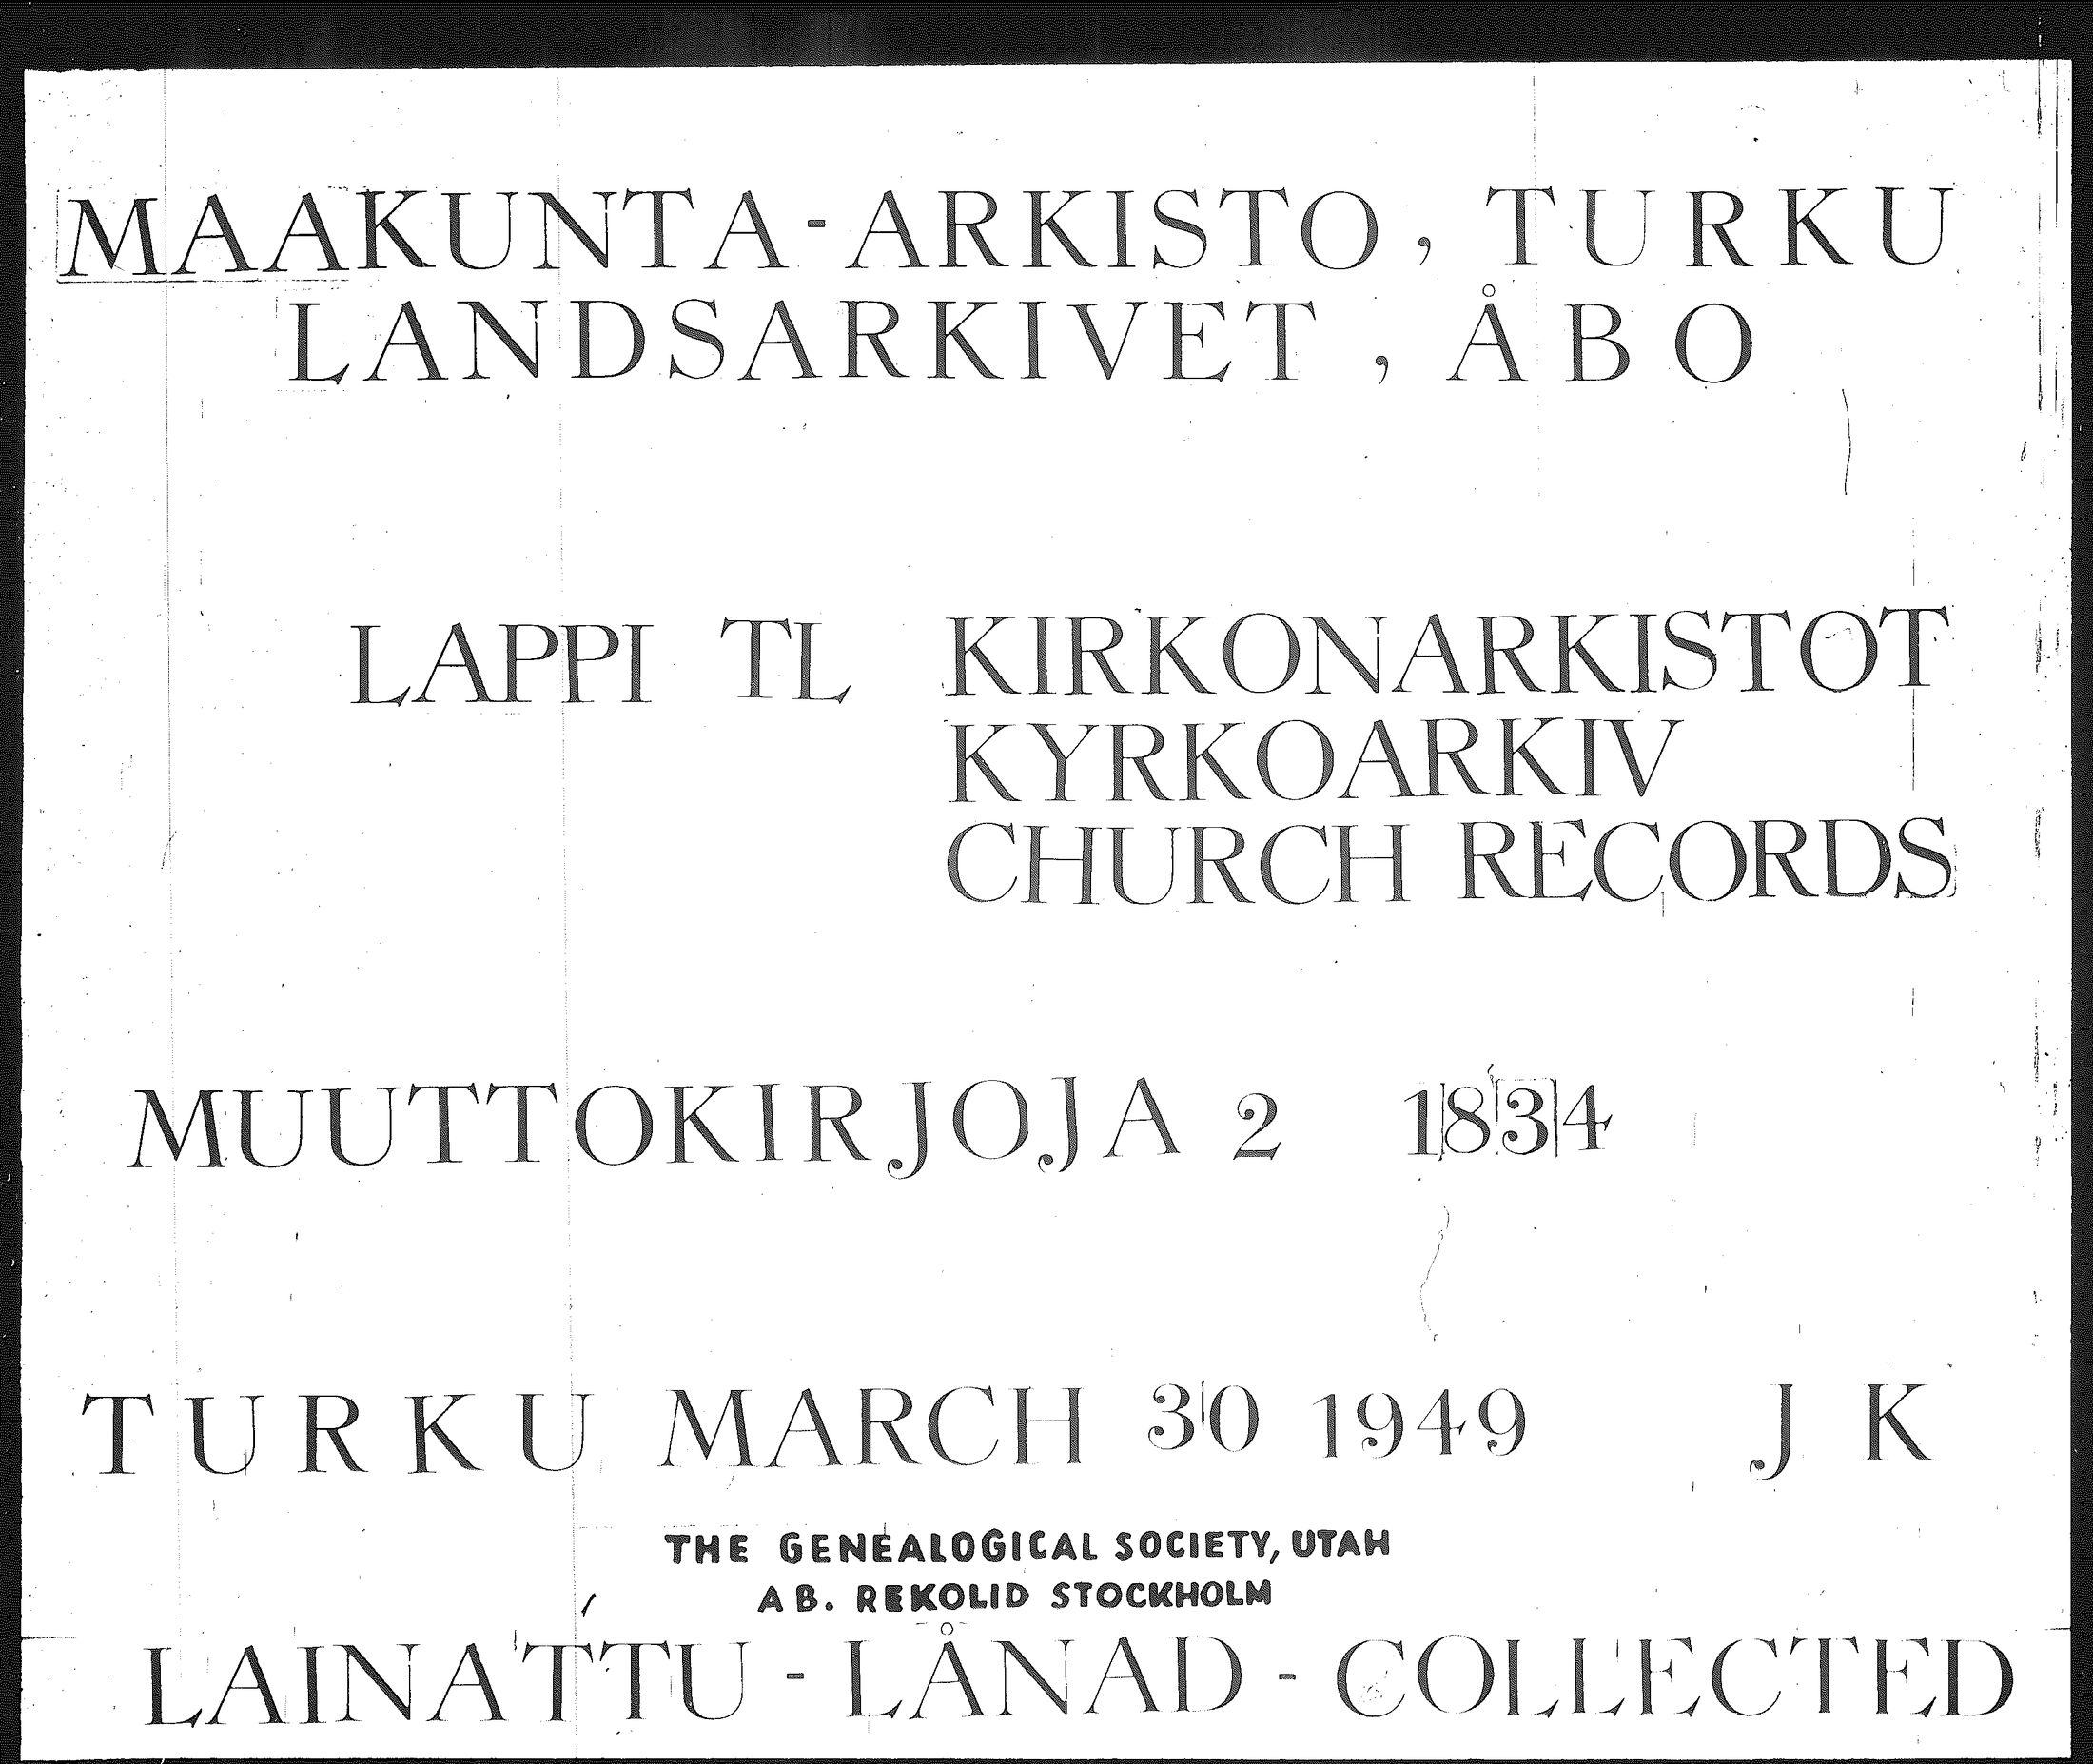 MAAKUNTA-ARKISTO, TURKU
LANDSARKIVET, ÅBO
LAPPI TL KIRKONARKISTOT
KYRKOARKIV
CHURCH RECORDS
MUUTTOKIRJOJA 2 1834
TURKU MARCH 30 1949 J K
THE GENEALOGICAL SOCIETY, UTAH
AB. REKOLID STOCKHOLM
LAINATTU - LÅNAD - COLLECTED